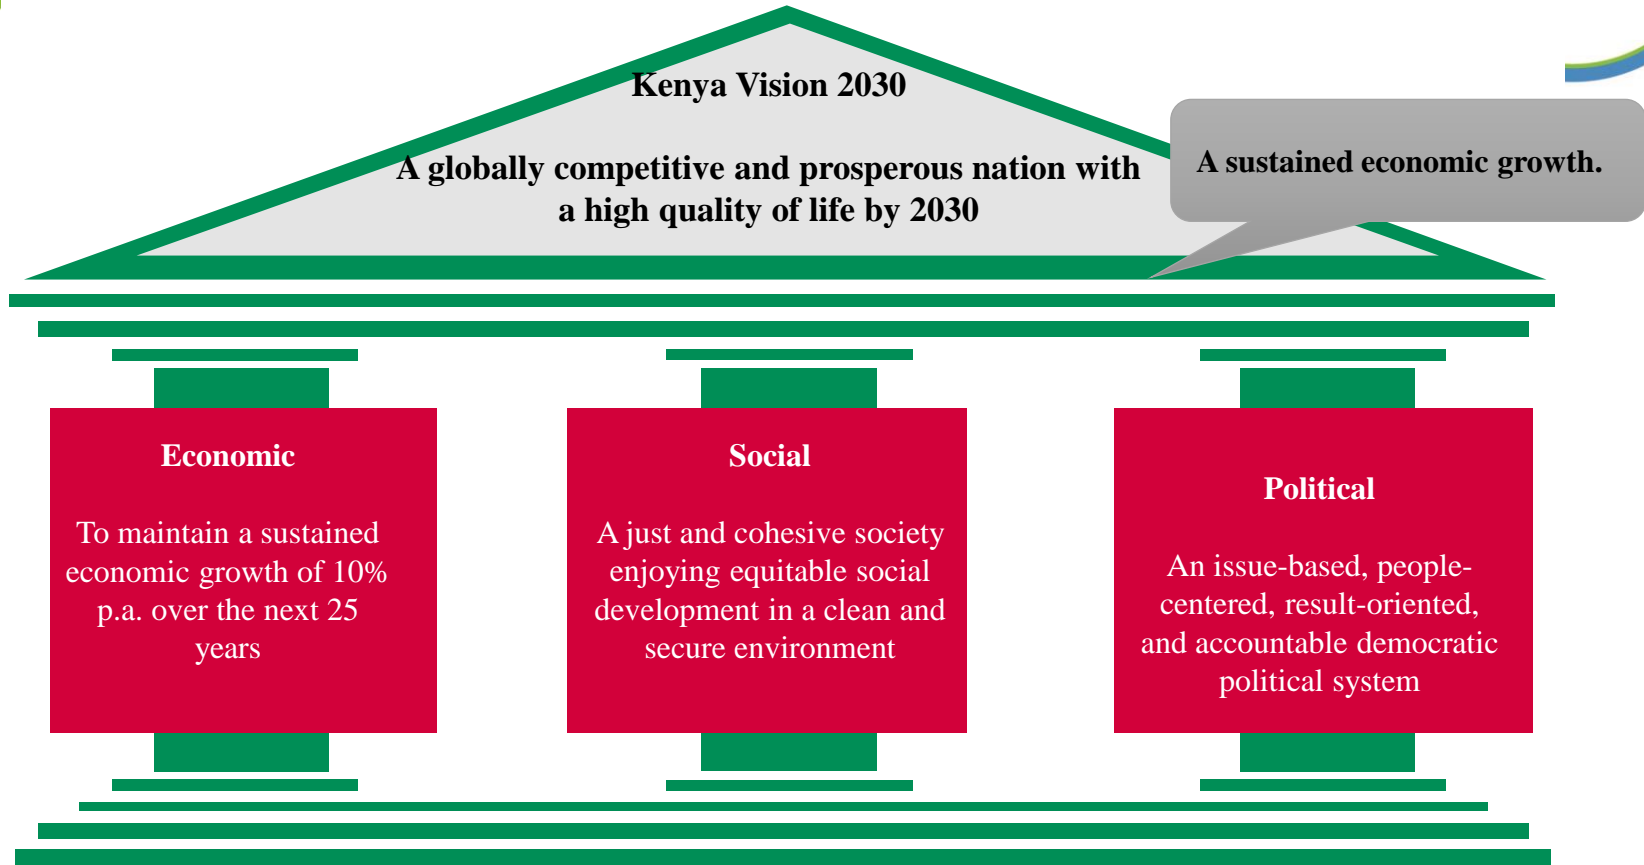 Kenya Vision 2030
A globally competitive and prosperous nation with
a high quality of life by 2030
A sustained economic growth.
Economic
To maintain a sustained
economic growth of 10%
p.a. over the next 25
years
Social
A just and cohesive society
enjoying equitable social
development in a clean and
secure environment
Political
An issue-based, people-
centered, result-oriented,
and accountable democratic
political system